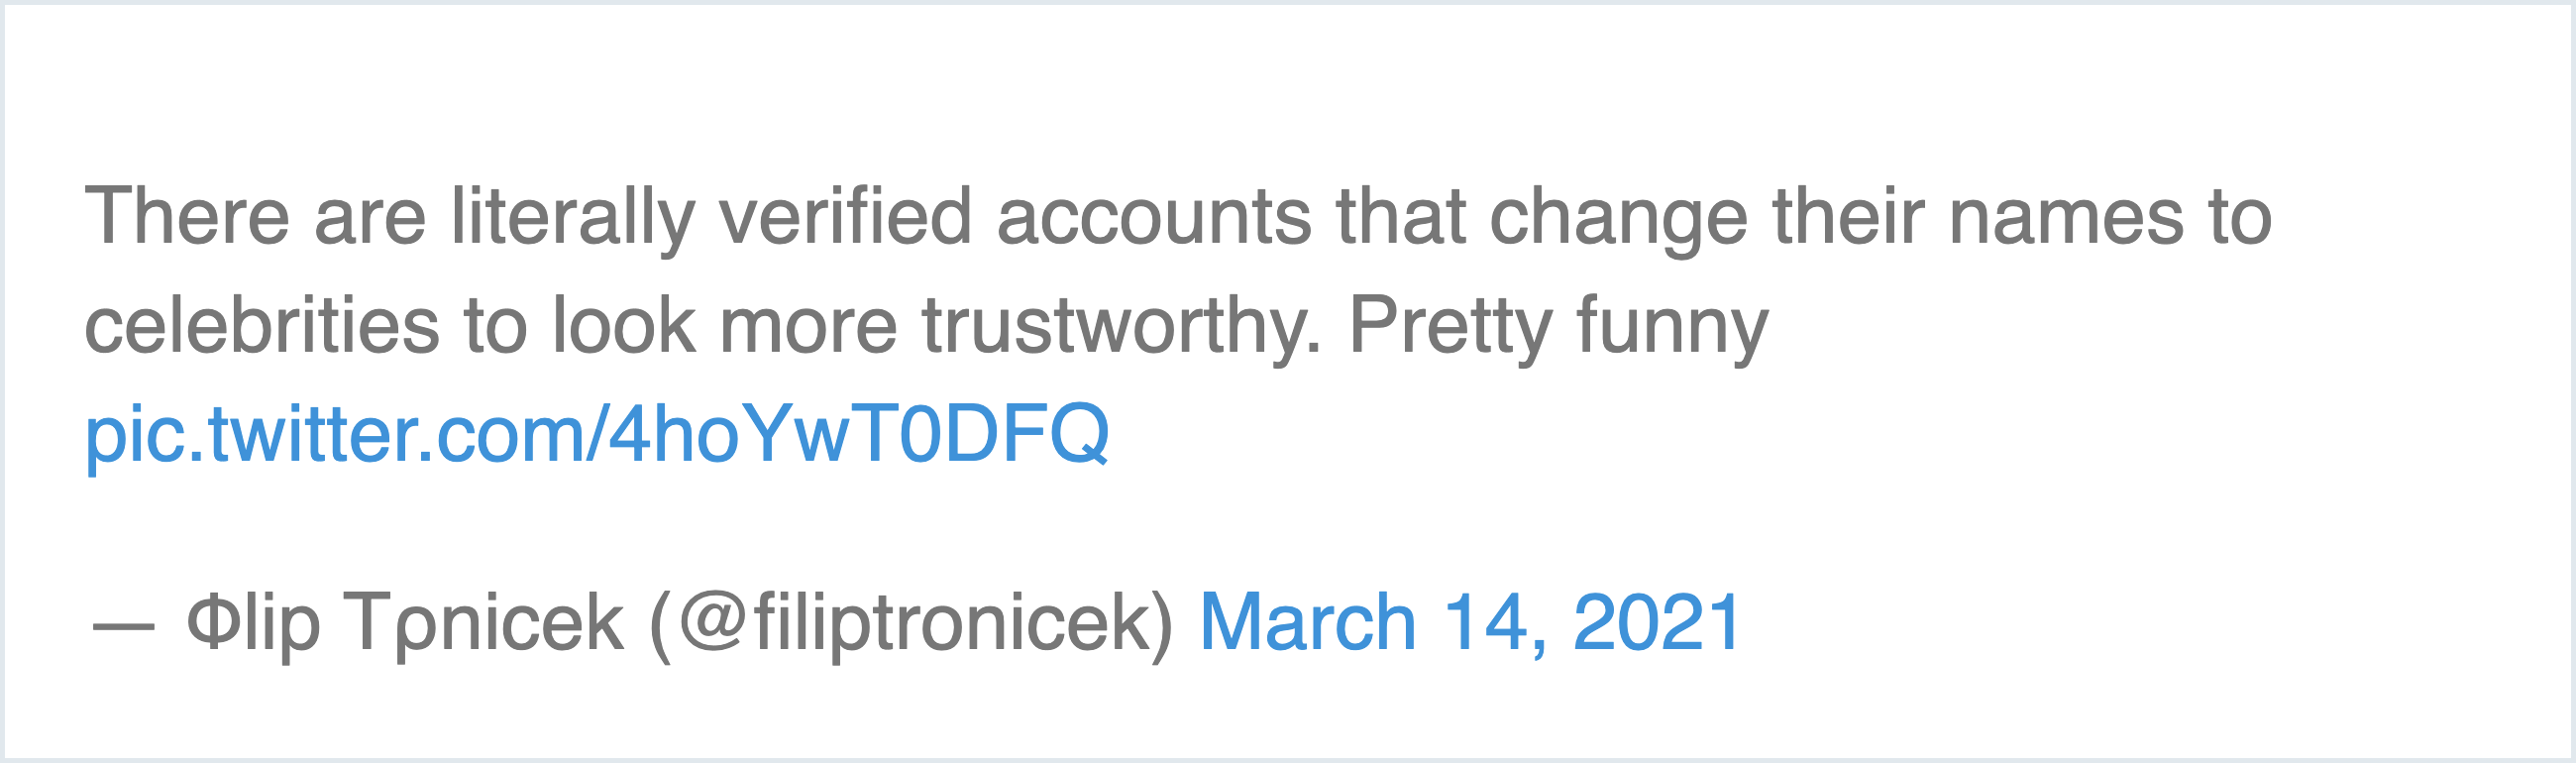 There are literally verified accounts that change their names to
celebrities to look more trustworthy. Pretty funny
pic.twitter.com/4hoYwT0DFQ
— Φlip Tρnicek (@filiptronicek) March 14, 2021